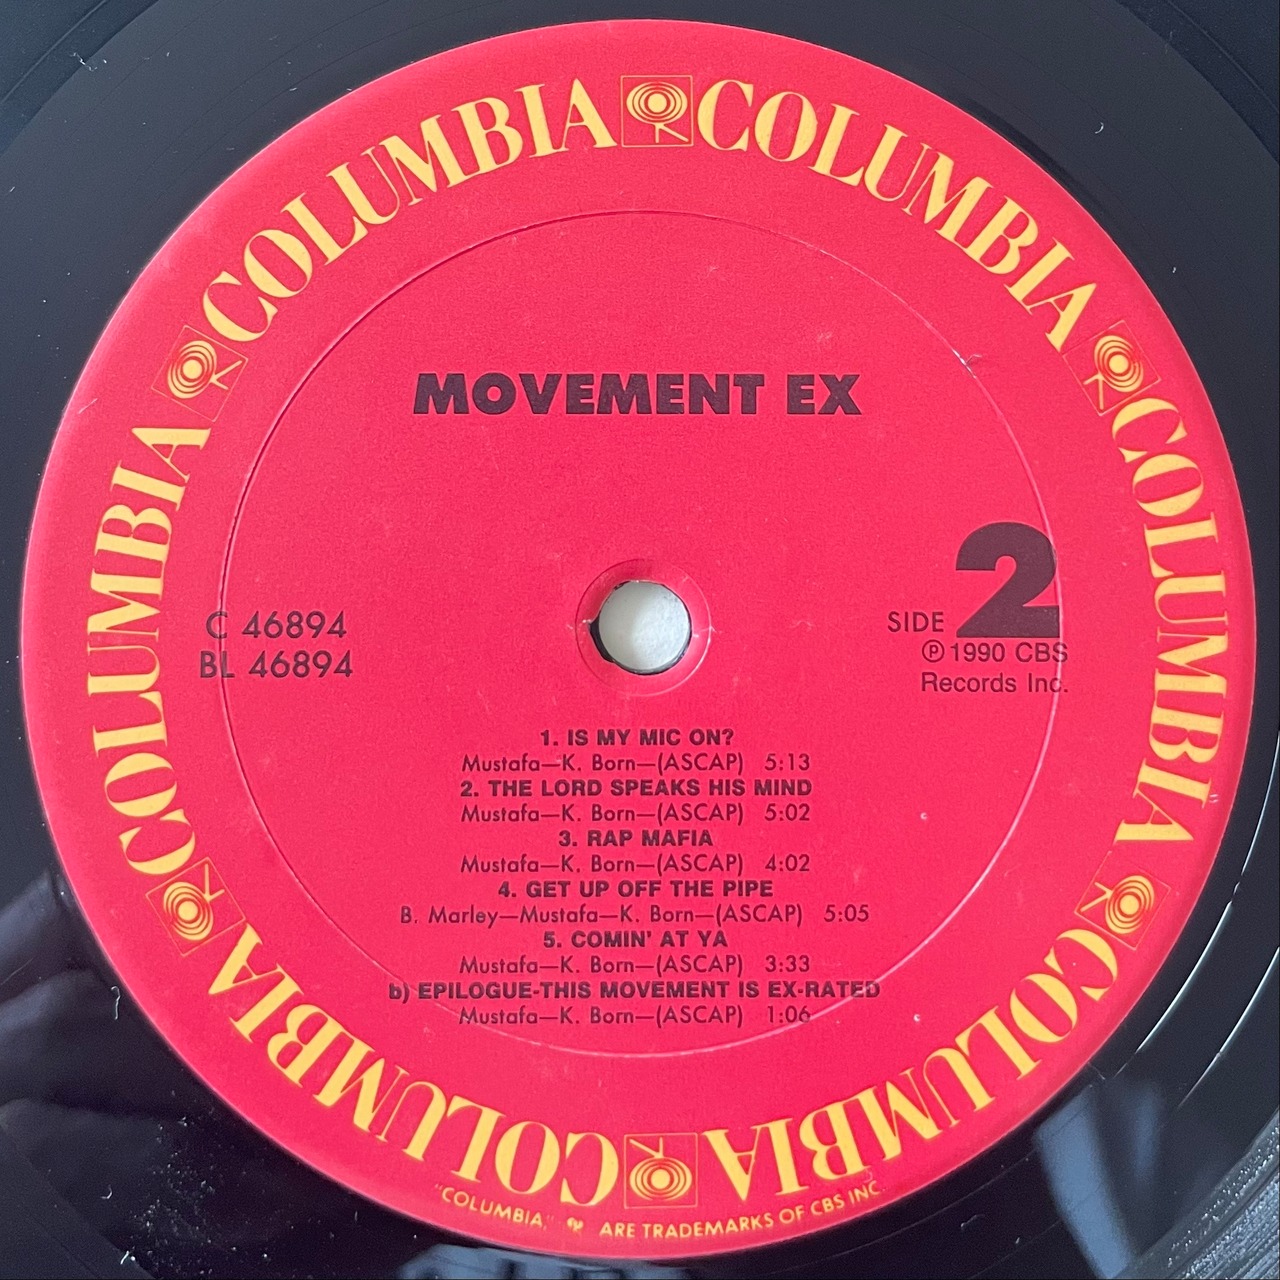 COLUMBIA COLUMBIA COLUMBIA COLUMBIA COLUMBIA COLUMBIA
MOVEMENT EX
C 46894
BL 46894
SIDE 2
Ⓟ 1990 CBS
Records Inc.
1. IS MY MIC ON?
Mustafa—K. Born—(ASCAP) 5:13
2. THE LORD SPEAKS HIS MIND
Mustafa—K. Born—(ASCAP) 5:02
3. RAP MAFIA
Mustafa—K. Born—(ASCAP) 4:02
4. GET UP OFF THE PIPE
B. Marley—Mustafa—K. Born—(ASCAP) 5:05
5. COMIN' AT YA
Mustafa—K. Born—(ASCAP) 3:33
b) EPILOGUE-THIS MOVEMENT IS EX-RATED
Mustafa—K. Born—(ASCAP) 1:06
"COLUMBIA," ARE TRADEMARKS OF CBS INC.